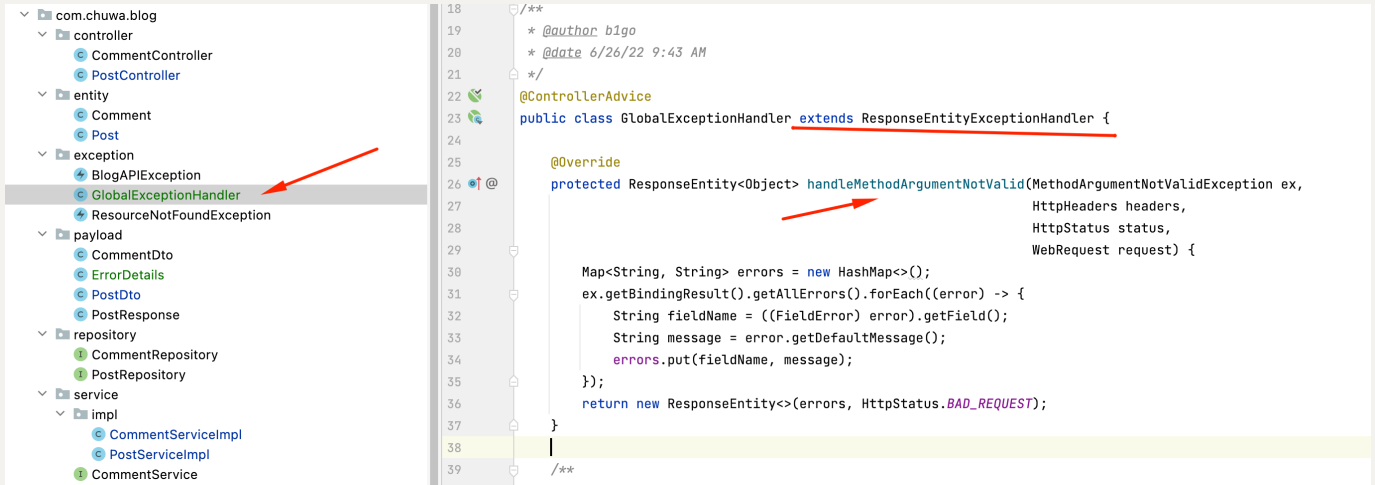 com.chuwa.blog
controller
C CommentController
C PostController
entity
C Comment
C Post
exception
BlogAPIException
C GlobalExceptionHandler
ResourceNotFoundException
payload
C CommentDto
C ErrorDetails
C PostDto
C PostResponse
repository
I CommentRepository
I PostRepository
service
impl
C CommentServiceImpl
C PostServiceImpl
I CommentService
18 /**
19 * @author b1go
20 * @date 6/26/22 9:43 AM
21 */
22 @ControllerAdvice
23 public class GlobalExceptionHandler extends ResponseEntityExceptionHandler {
24
25 @Override
26 @ protected ResponseEntity<Object> handleMethodArgumentNotValid(MethodArgumentNotValidException ex,
27 HttpHeaders headers,
28 HttpStatus status,
29 WebRequest request) {
30 Map<String, String> errors = new HashMap<>();
31 ex.getBindingResult().getAllErrors().forEach((error) -> {
32 String fieldName = ((FieldError) error).getField();
33 String message = error.getDefaultMessage();
34 errors.put(fieldName, message);
35 });
36 return new ResponseEntity<>(errors, HttpStatus.BAD_REQUEST);
37 }
38
39 /**